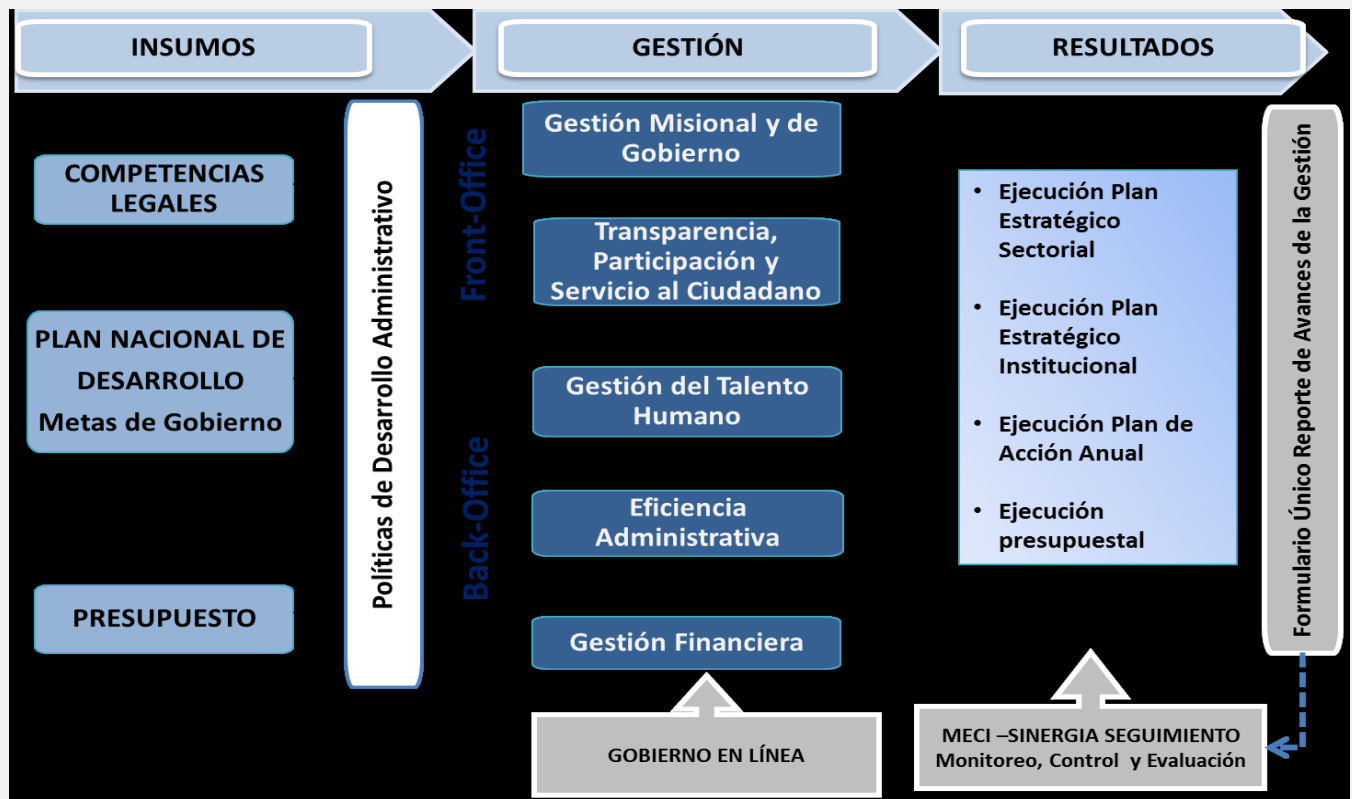 INSUMOS
GESTIÓN
RESULTADOS
COMPETENCIAS
LEGALES
PLAN NACIONAL DE
DESARROLLO
Metas de Gobierno
PRESUPUESTO
Políticas de Desarrollo Administrativo
Front-Office
Back-Office
Gestión Misional y de
Gobierno
Transparencia,
Participación y
Servicio al Ciudadano
Gestión del Talento
Humano
Eficiencia
Administrativa
Gestión Financiera
GOBIERNO EN LÍNEA
• Ejecución Plan
Estratégico
Sectorial
• Ejecución Plan
Estratégico
Institucional
• Ejecución Plan de
Acción Anual
• Ejecución
presupuestal
MECI –SINERGIA SEGUIMIENTO
Monitoreo, Control y Evaluación
Formulario Único Reporte de Avances de la Gestión